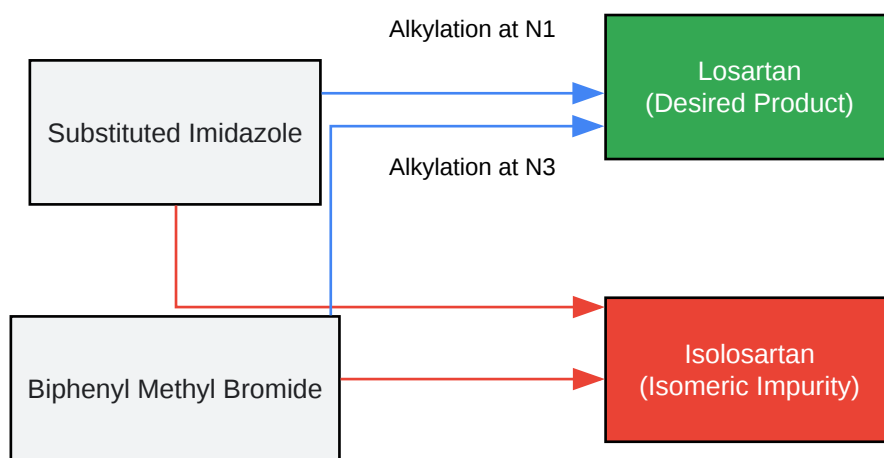 Alkylation at N1
Losartan
(Desired Product)
Substituted Imidazole
Alkylation at N3
Isolosartan
(Isomeric Impurity)
Biphenyl Methyl Bromide